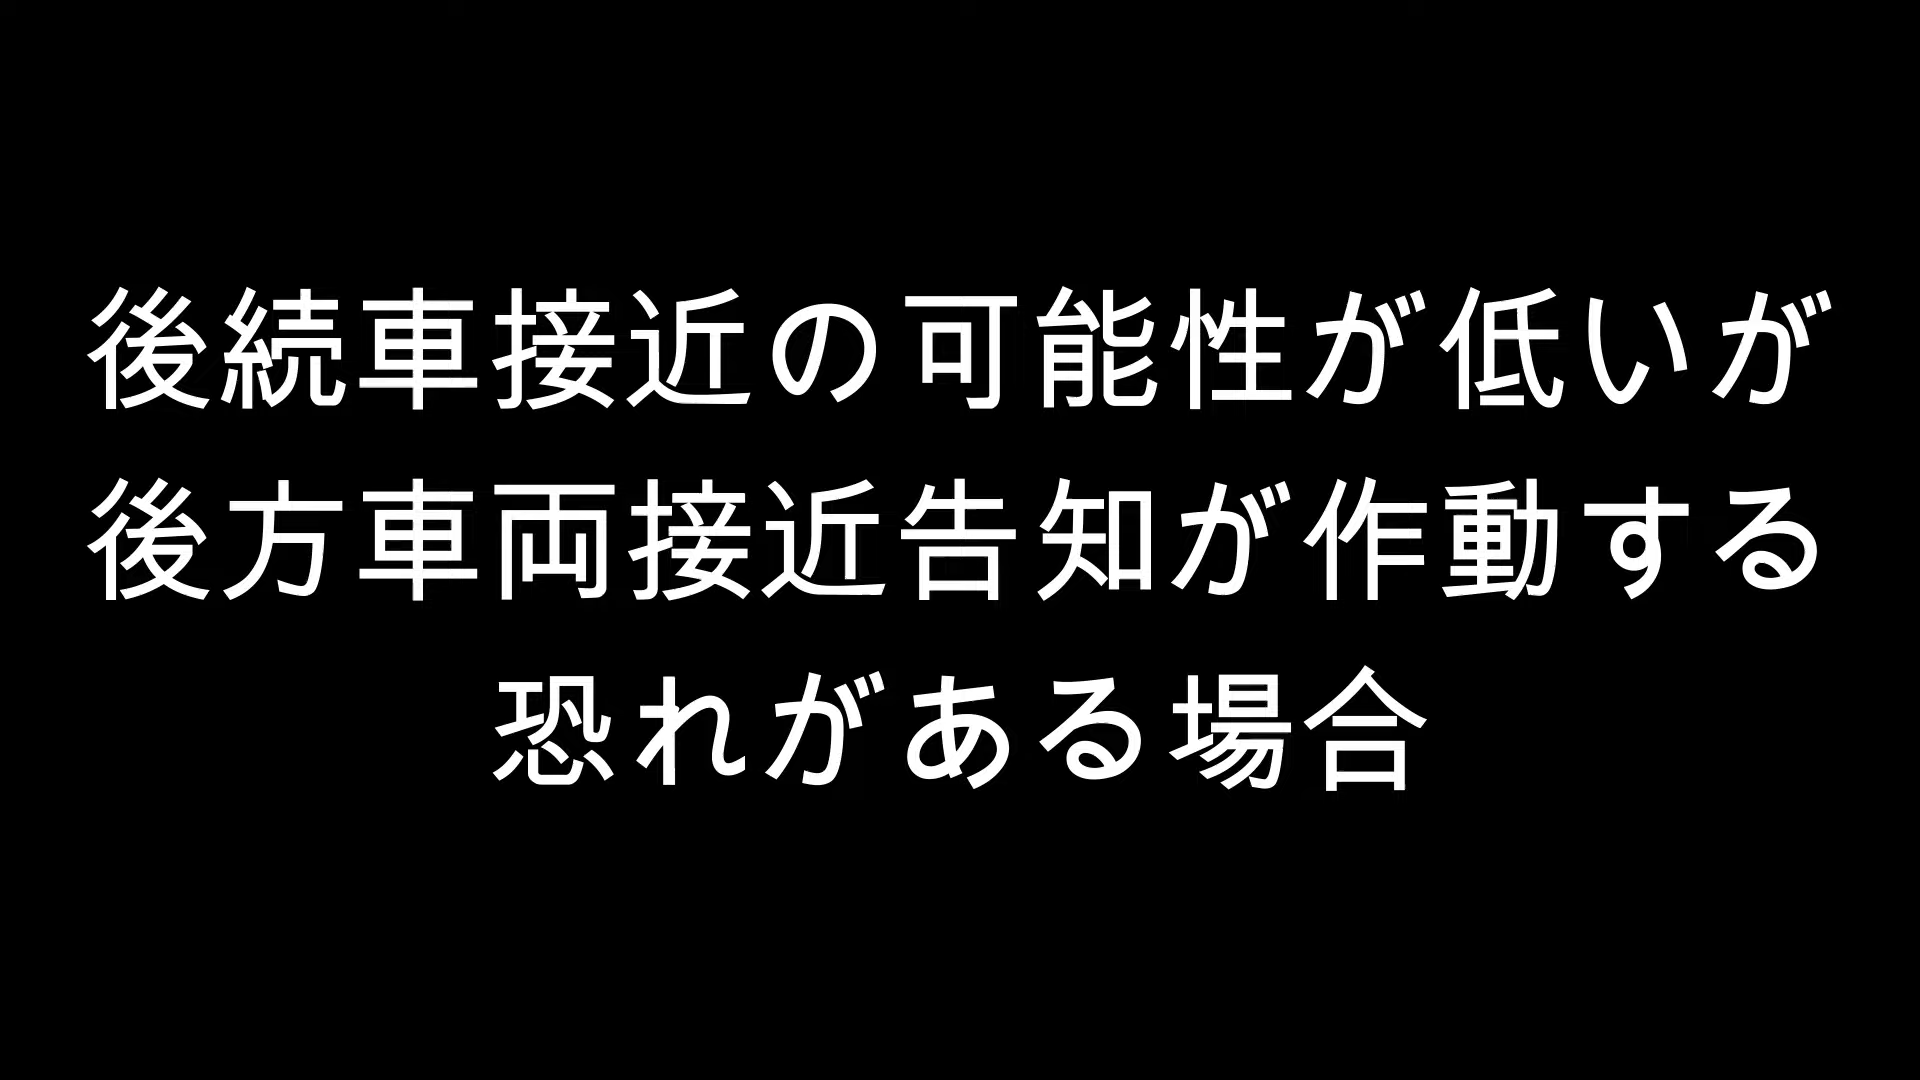 後続車接近の可能性が低いが
後方車両接近告知が作動する
恐れがある場合